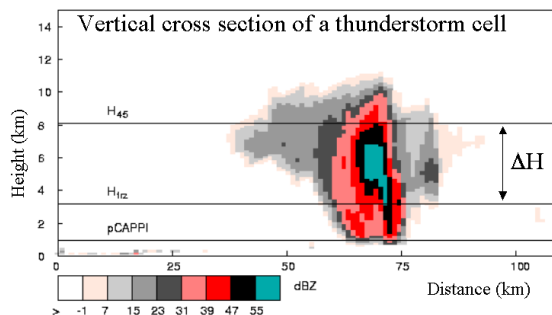 Vertical cross section of a thunderstorm cell
14
12
10
8
6
4
2
0
Height (km)
H45
Hfrz
pCAPPI
ΔH
0 25 50 75 100
> -1 7 15 23 31 39 47 55
dBZ
Distance (km)